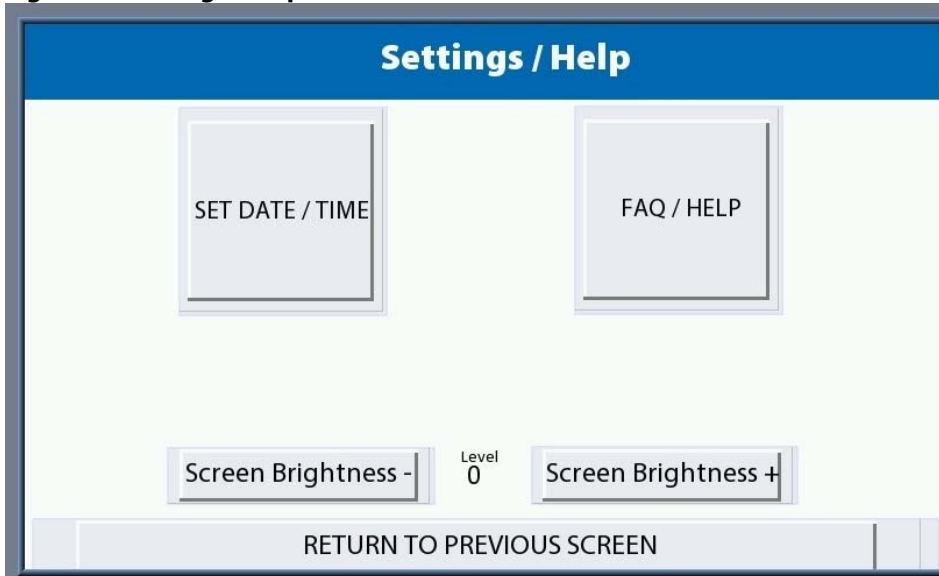 Settings / Help
SET DATE / TIME
FAQ / HELP
Screen Brightness -
Level
0
Screen Brightness +
RETURN TO PREVIOUS SCREEN